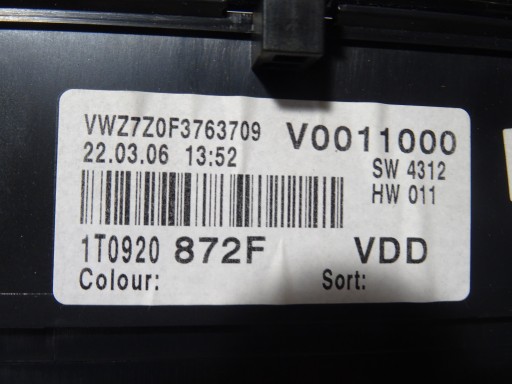 VWZ7Z0F3763709 V0011000
22.03.06 13:52 SW 4312
HW 011
1T0920 872F VDD
Colour: Sort: